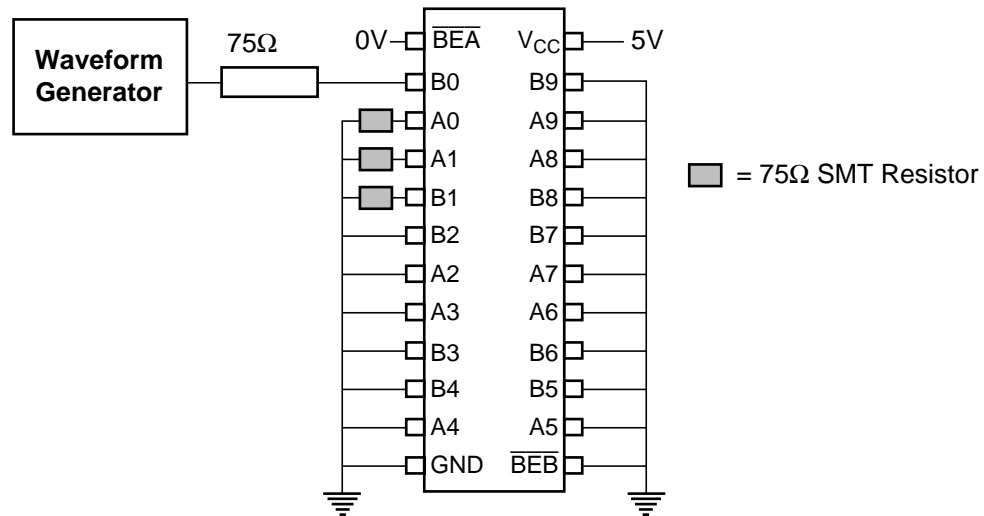 Waveform
Generator
75Ω
0V
BEA
B0
A0
A1
B1
B2
A2
A3
B3
B4
A4
GND
VCC
5V
B9
A9
A8
B8
B7
A7
A6
B6
B5
A5
BEB
= 75Ω SMT Resistor